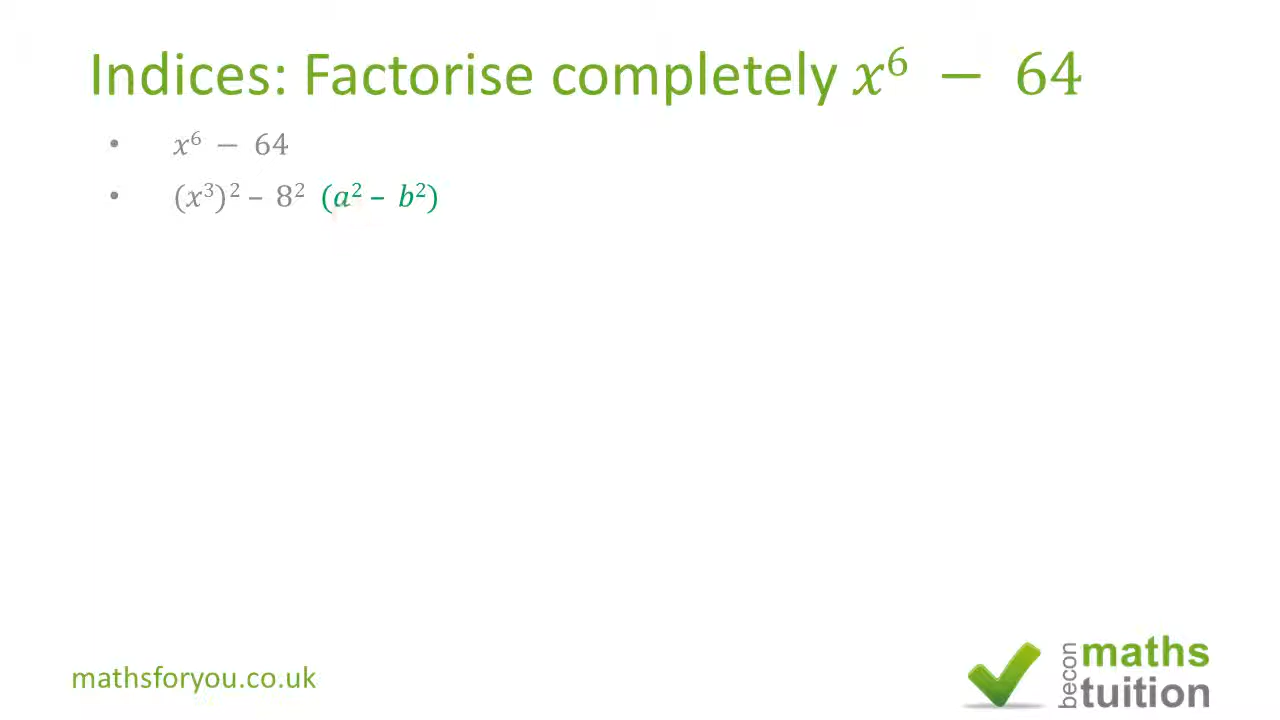 Indices: Factorise completely x⁶ − 64
• x⁶ − 64
• (x³)² – 8² (a² – b²)
mathsforyou.co.uk
becon
maths
tuition